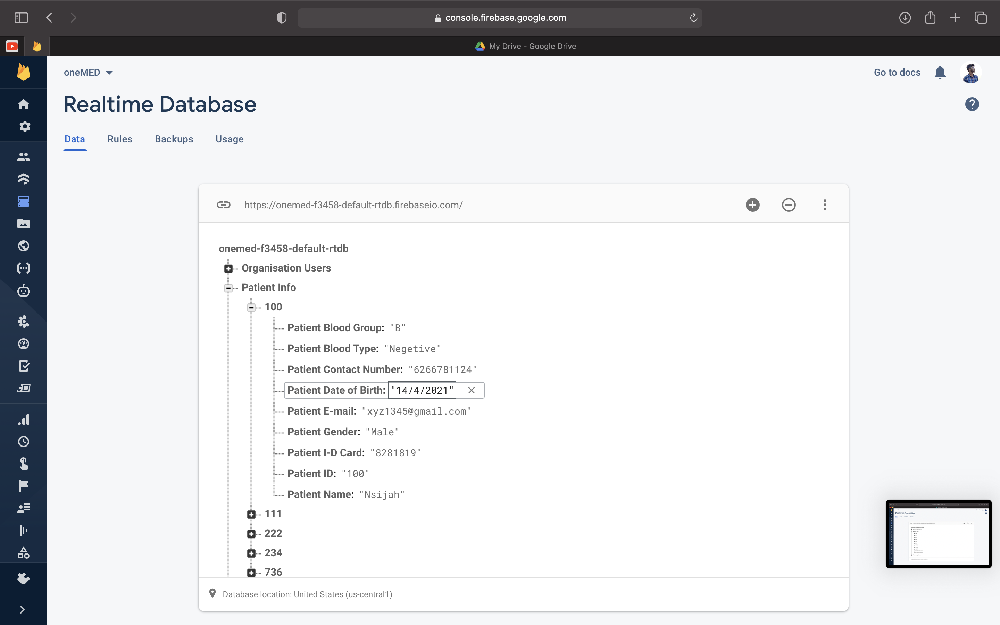 console.firebase.google.com
My Drive - Google Drive
oneMED
Go to docs
Realtime Database
Data Rules Backups Usage
https://onemed-f3458-default-rtdb.firebaseio.com/
onemed-f3458-default-rtdb
Organisation Users
Patient Info
100
Patient Blood Group: "B"
Patient Blood Type: "Negetive"
Patient Contact Number: "6266781124"
Patient Date of Birth: "14/4/2021"
Patient E-mail: "xyz1345@gmail.com"
Patient Gender: "Male"
Patient I-D Card: "8281819"
Patient ID: "100"
Patient Name: "Nsijah"
111
222
234
736
Realtime Database
Database location: United States (us-central1)